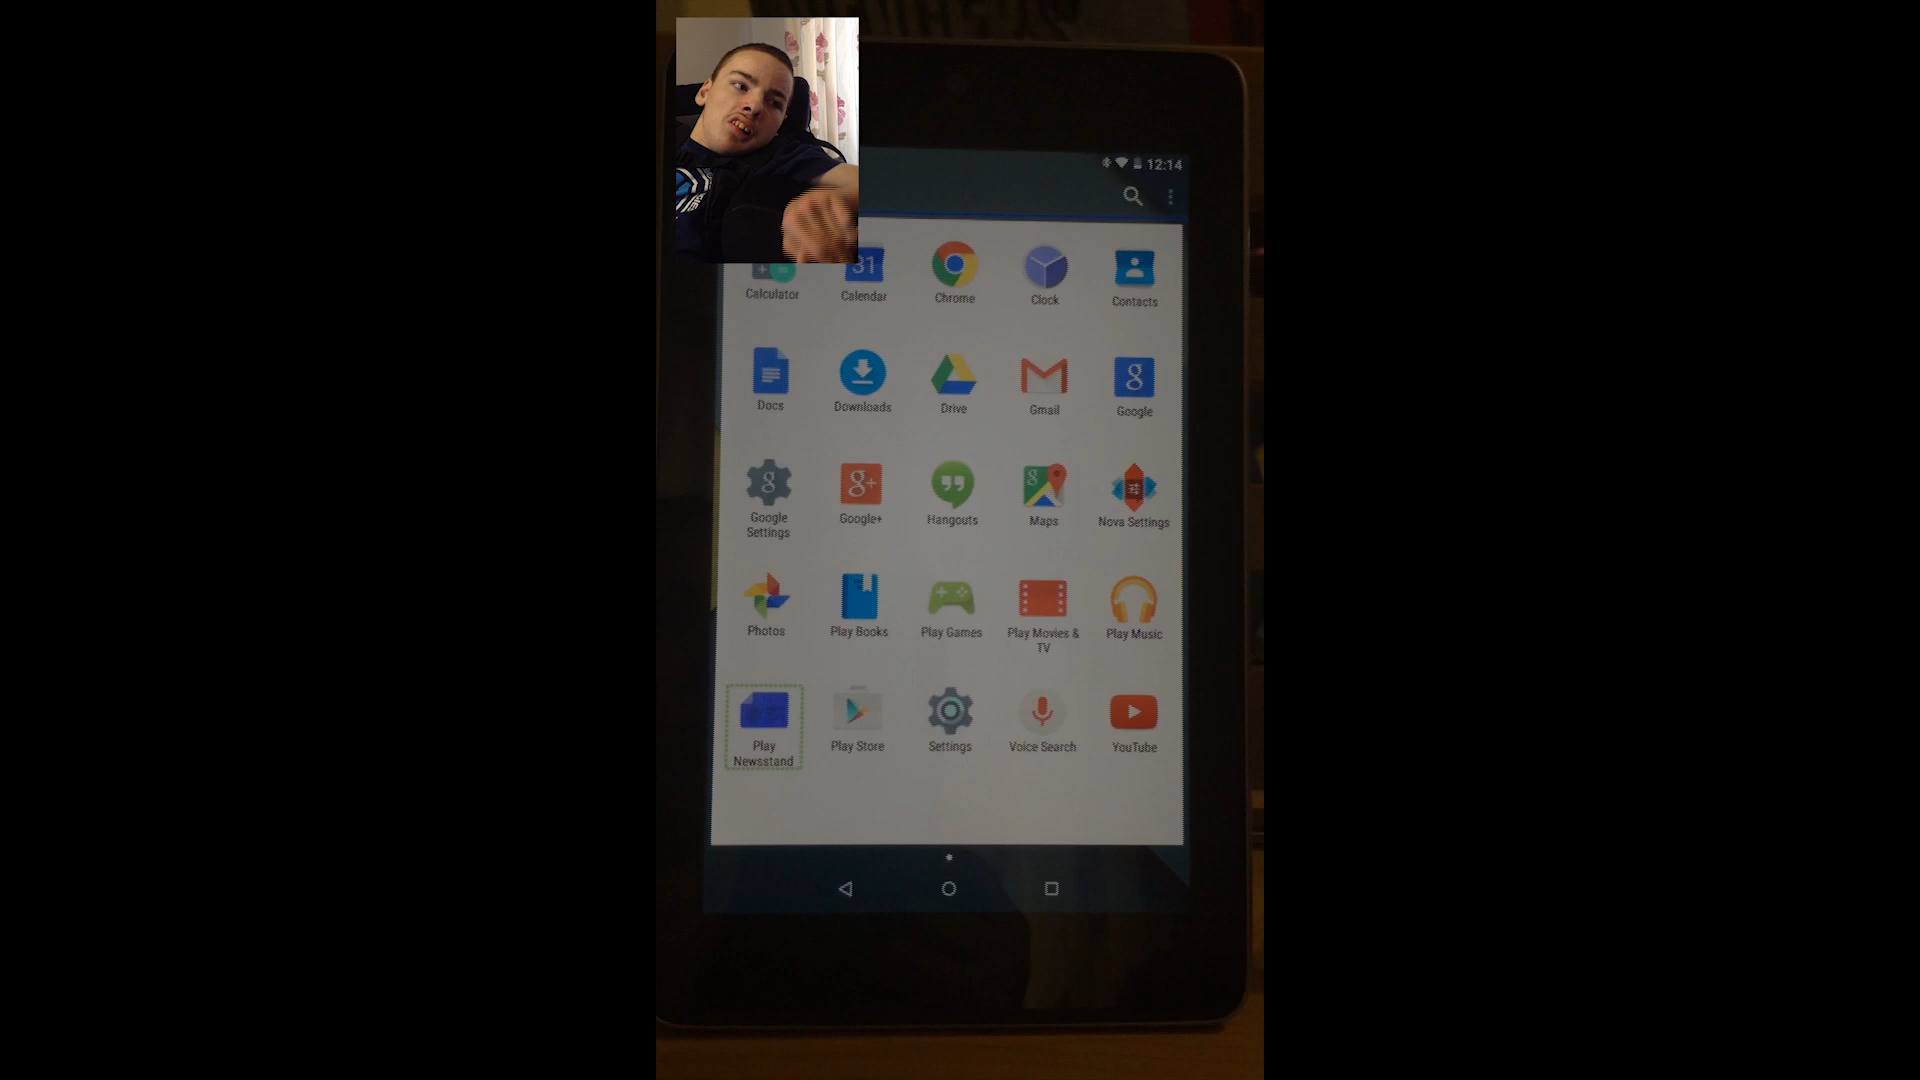 12:14
31
Calculator Calendar Chrome Clock Contacts
g
Docs Downloads Drive Gmail Google
g g+ g
Google Settings Google+ Hangouts Maps Nova Settings
Photos Play Books Play Games Play Movies & TV Play Music
Play Newsstand Play Store Settings Voice Search YouTube